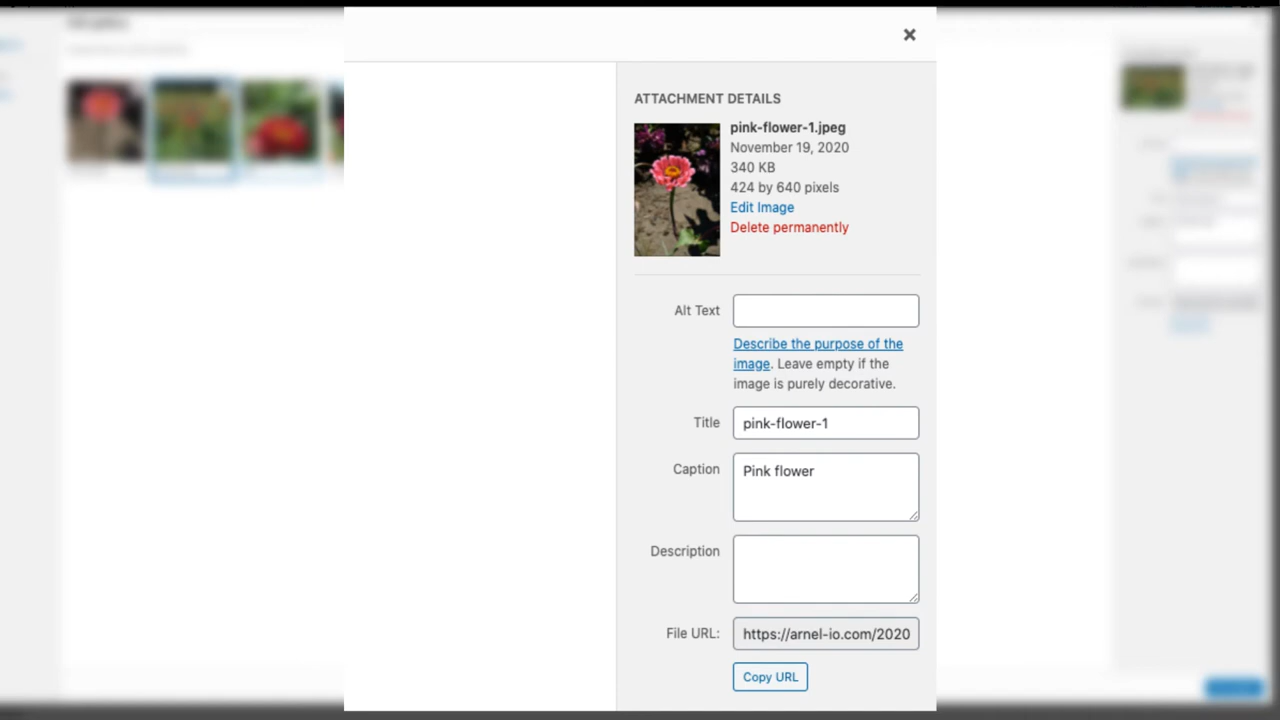 ATTACHMENT DETAILS
pink-flower-1.jpeg
November 19, 2020
340 KB
424 by 640 pixels
Edit Image
Delete permanently
Alt Text
Describe the purpose of the
image. Leave empty if the
image is purely decorative.
Title pink-flower-1
Caption Pink flower
Description
File URL: https://arnel-io.com/2020
Copy URL